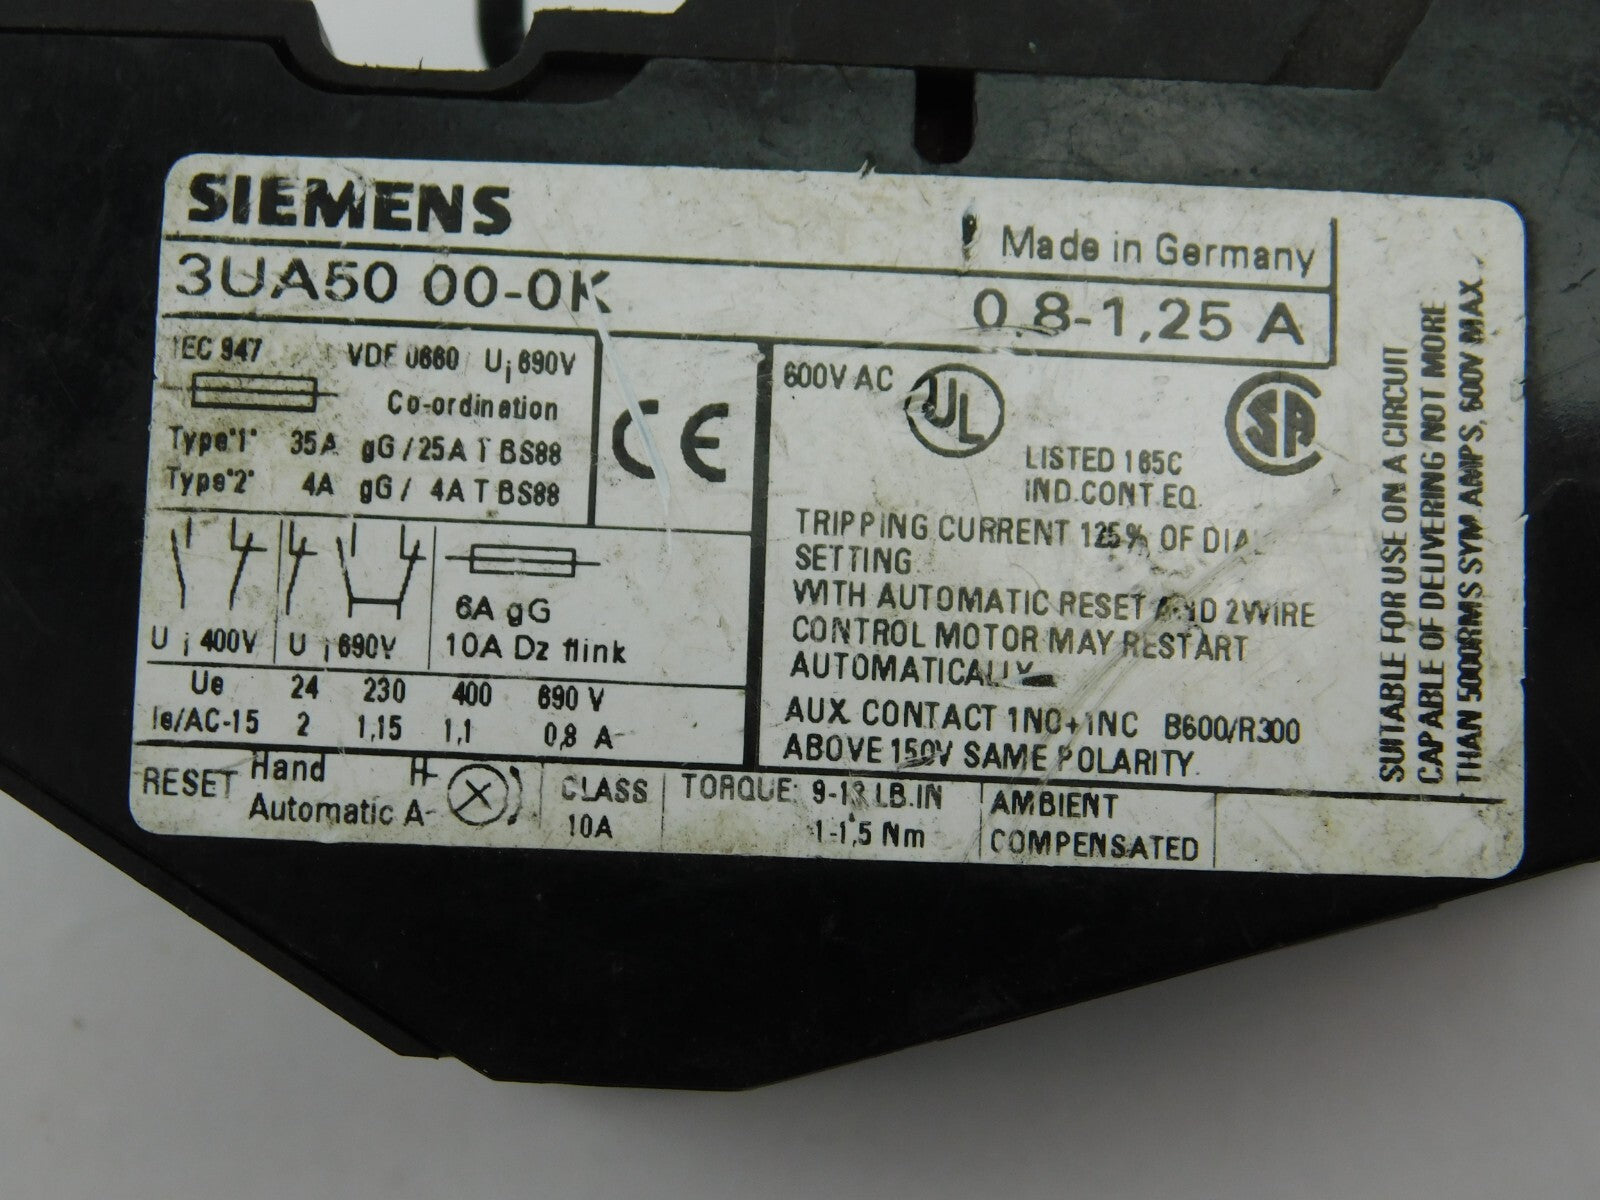 SIEMENS
Made in Germany
3UA50 00-0K
0,8-1,25 A
IEC 947 VDE 0660 Ui 690V
Co-ordination
Type"1" 35A gG/25A T BS88
Type"2" 4A gG/ 4A T BS88
CE
Ui 400V Ui 690V
6A gG
10A Dz flink
Ue 24 230 400 690 V
Ie/AC-15 2 1,15 1,1 0,8 A
600V AC UL
SA
LISTED 165C
IND.CONT.EQ.
TRIPPING CURRENT 125% OF DIAL
SETTING
WITH AUTOMATIC RESET AND 2WIRE
CONTROL MOTOR MAY RESTART
AUTOMATICALLY
AUX. CONTACT 1NO+1NC B600/R300
ABOVE 150V SAME POLARITY.
RESET Hand H-
Automatic A-
CLASS
10A
TORQUE: 9-13 LB.IN
1-1,5 Nm
AMBIENT
COMPENSATED
SUITABLE FOR USE ON A CIRCUIT
CAPABLE OF DELIVERING NOT MORE
THAN 5000RMS SYM AMPS, 600V MAX.